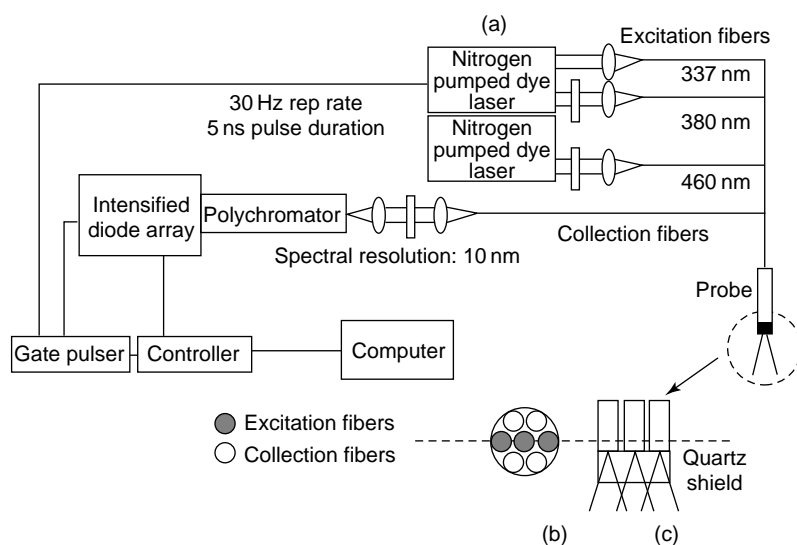 (a)
Excitation fibers
Nitrogen
pumped dye
laser
337 nm
30 Hz rep rate
5 ns pulse duration
380 nm
Nitrogen
pumped dye
laser
460 nm
Intensified
diode array
Polychromator
Collection fibers
Spectral resolution: 10 nm
Probe
Gate pulser
Controller
Computer
Excitation fibers
Collection fibers
Quartz
shield
(b)
(c)